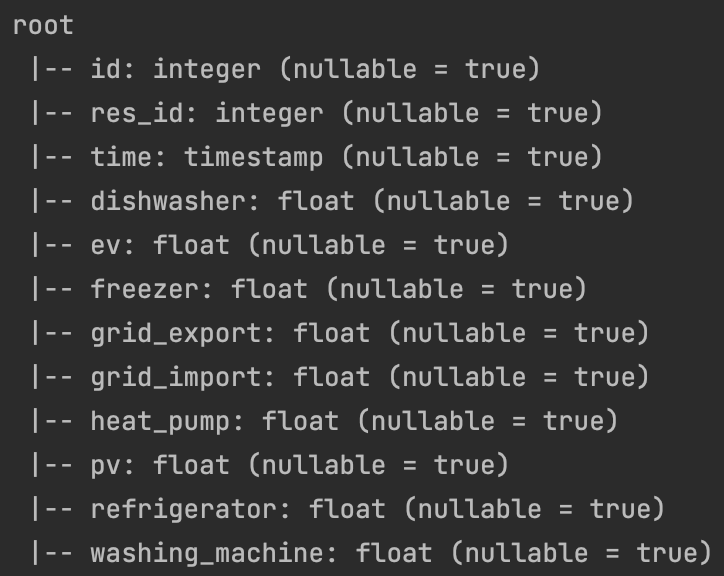 root
 |-- id: integer (nullable = true)
 |-- res_id: integer (nullable = true)
 |-- time: timestamp (nullable = true)
 |-- dishwasher: float (nullable = true)
 |-- ev: float (nullable = true)
 |-- freezer: float (nullable = true)
 |-- grid_export: float (nullable = true)
 |-- grid_import: float (nullable = true)
 |-- heat_pump: float (nullable = true)
 |-- pv: float (nullable = true)
 |-- refrigerator: float (nullable = true)
 |-- washing_machine: float (nullable = true)